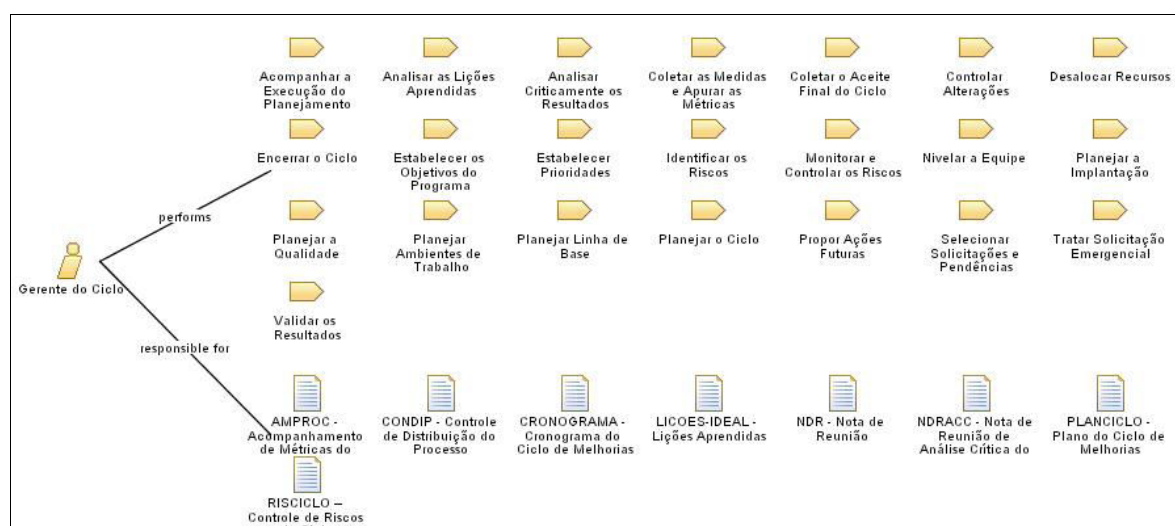 Acompanhar a
Execução do
Planejamento
Analisar as Lições
Aprendidas
Analisar
Criticamente os
Resultados
Coletar as Medidas
e Apurar as
Métricas
Coletar o Aceite
Final do Ciclo
Controlar
Alterações
Desalocar Recursos
Encerrar o Ciclo
Estabelecer os
Objetivos do
Programa
Estabelecer
Prioridades
Identificar os
Riscos
Monitorar e
Controlar os Riscos
Nivelar a Equipe
Planejar a
Implantação
performs
Planejar a
Qualidade
Planejar
Ambientes de
Trabalho
Planejar Linha de
Base
Planejar o Ciclo
Propor Ações
Futuras
Selecionar
Solicitações e
Pendências
Tratar Solicitação
Emergencial
Gerente do Ciclo
Validar os
Resultados
responsible for
AMPROC -
Acompanhamento
de Métricas do
CONDIP - Controle
de Distribuição do
Processo
CRONOGRAMA -
Cronograma do
Ciclo de Melhorias
LICOES-IDEAL -
Lições Aprendidas
NDR - Nota de
Reunião
NDRACC - Nota de
Reunião de
Análise Crítica do
PLANCICLO -
Plano do Ciclo de
Melhorias
RISCICLO –
Controle de Riscos